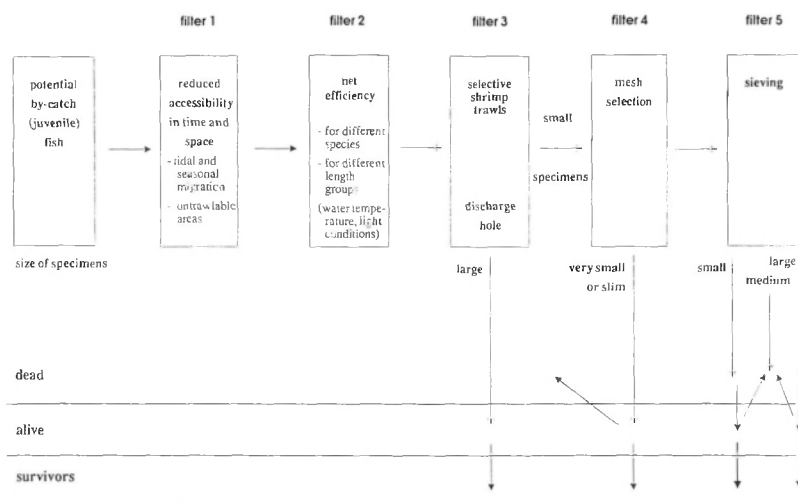 filter 1
filter 2
filter 3
filter 4
filter 5
potential
by-catch
(juvenile)
fish
reduced
accessibility
in time and
space
- tidal and
seasonal
migration
- untrawlable
areas
net
efficiency
- for different
species
- for different
length
groups
(water tempe-
rature, light
conditions)
selective
shrimp
trawls
discharge
hole
small
specimens
mesh
selection
sieving
size of specimens
large
very small
or slim
small
large
medium
dead
alive
survivors